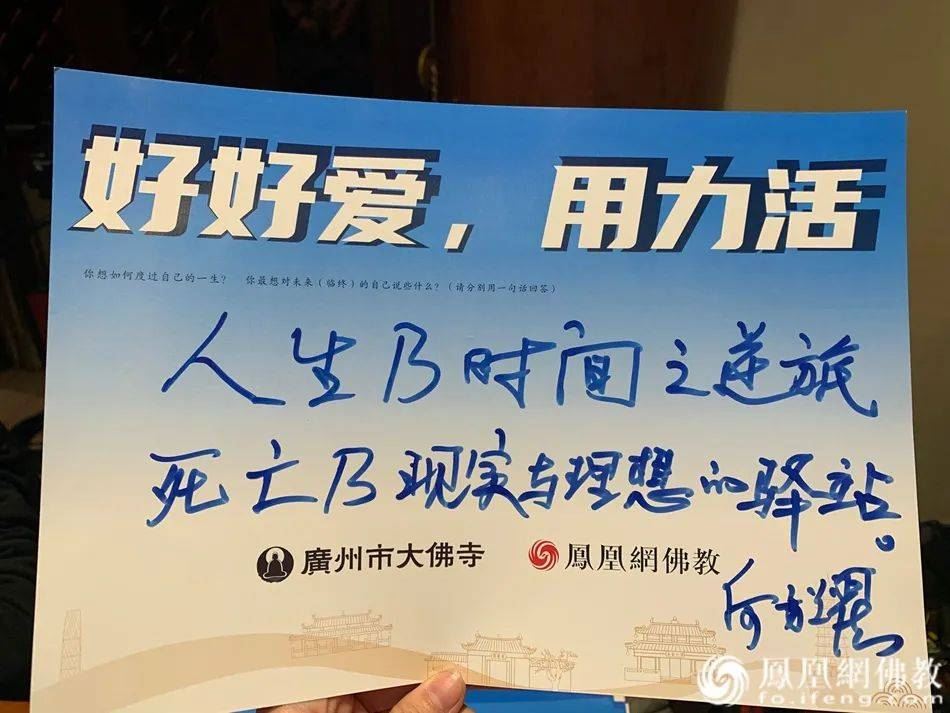 好好爱，用力活
你想如何度过自己的一生？ 你最想对未来（临终）的自己说些什么？（请分别用一句话回答）
人生乃时间之逆旅
死亡乃现实与理想的驿站。
廣州市大佛寺 鳳凰網佛教
何方耀
鳳凰網佛教
fo.ifeng.com